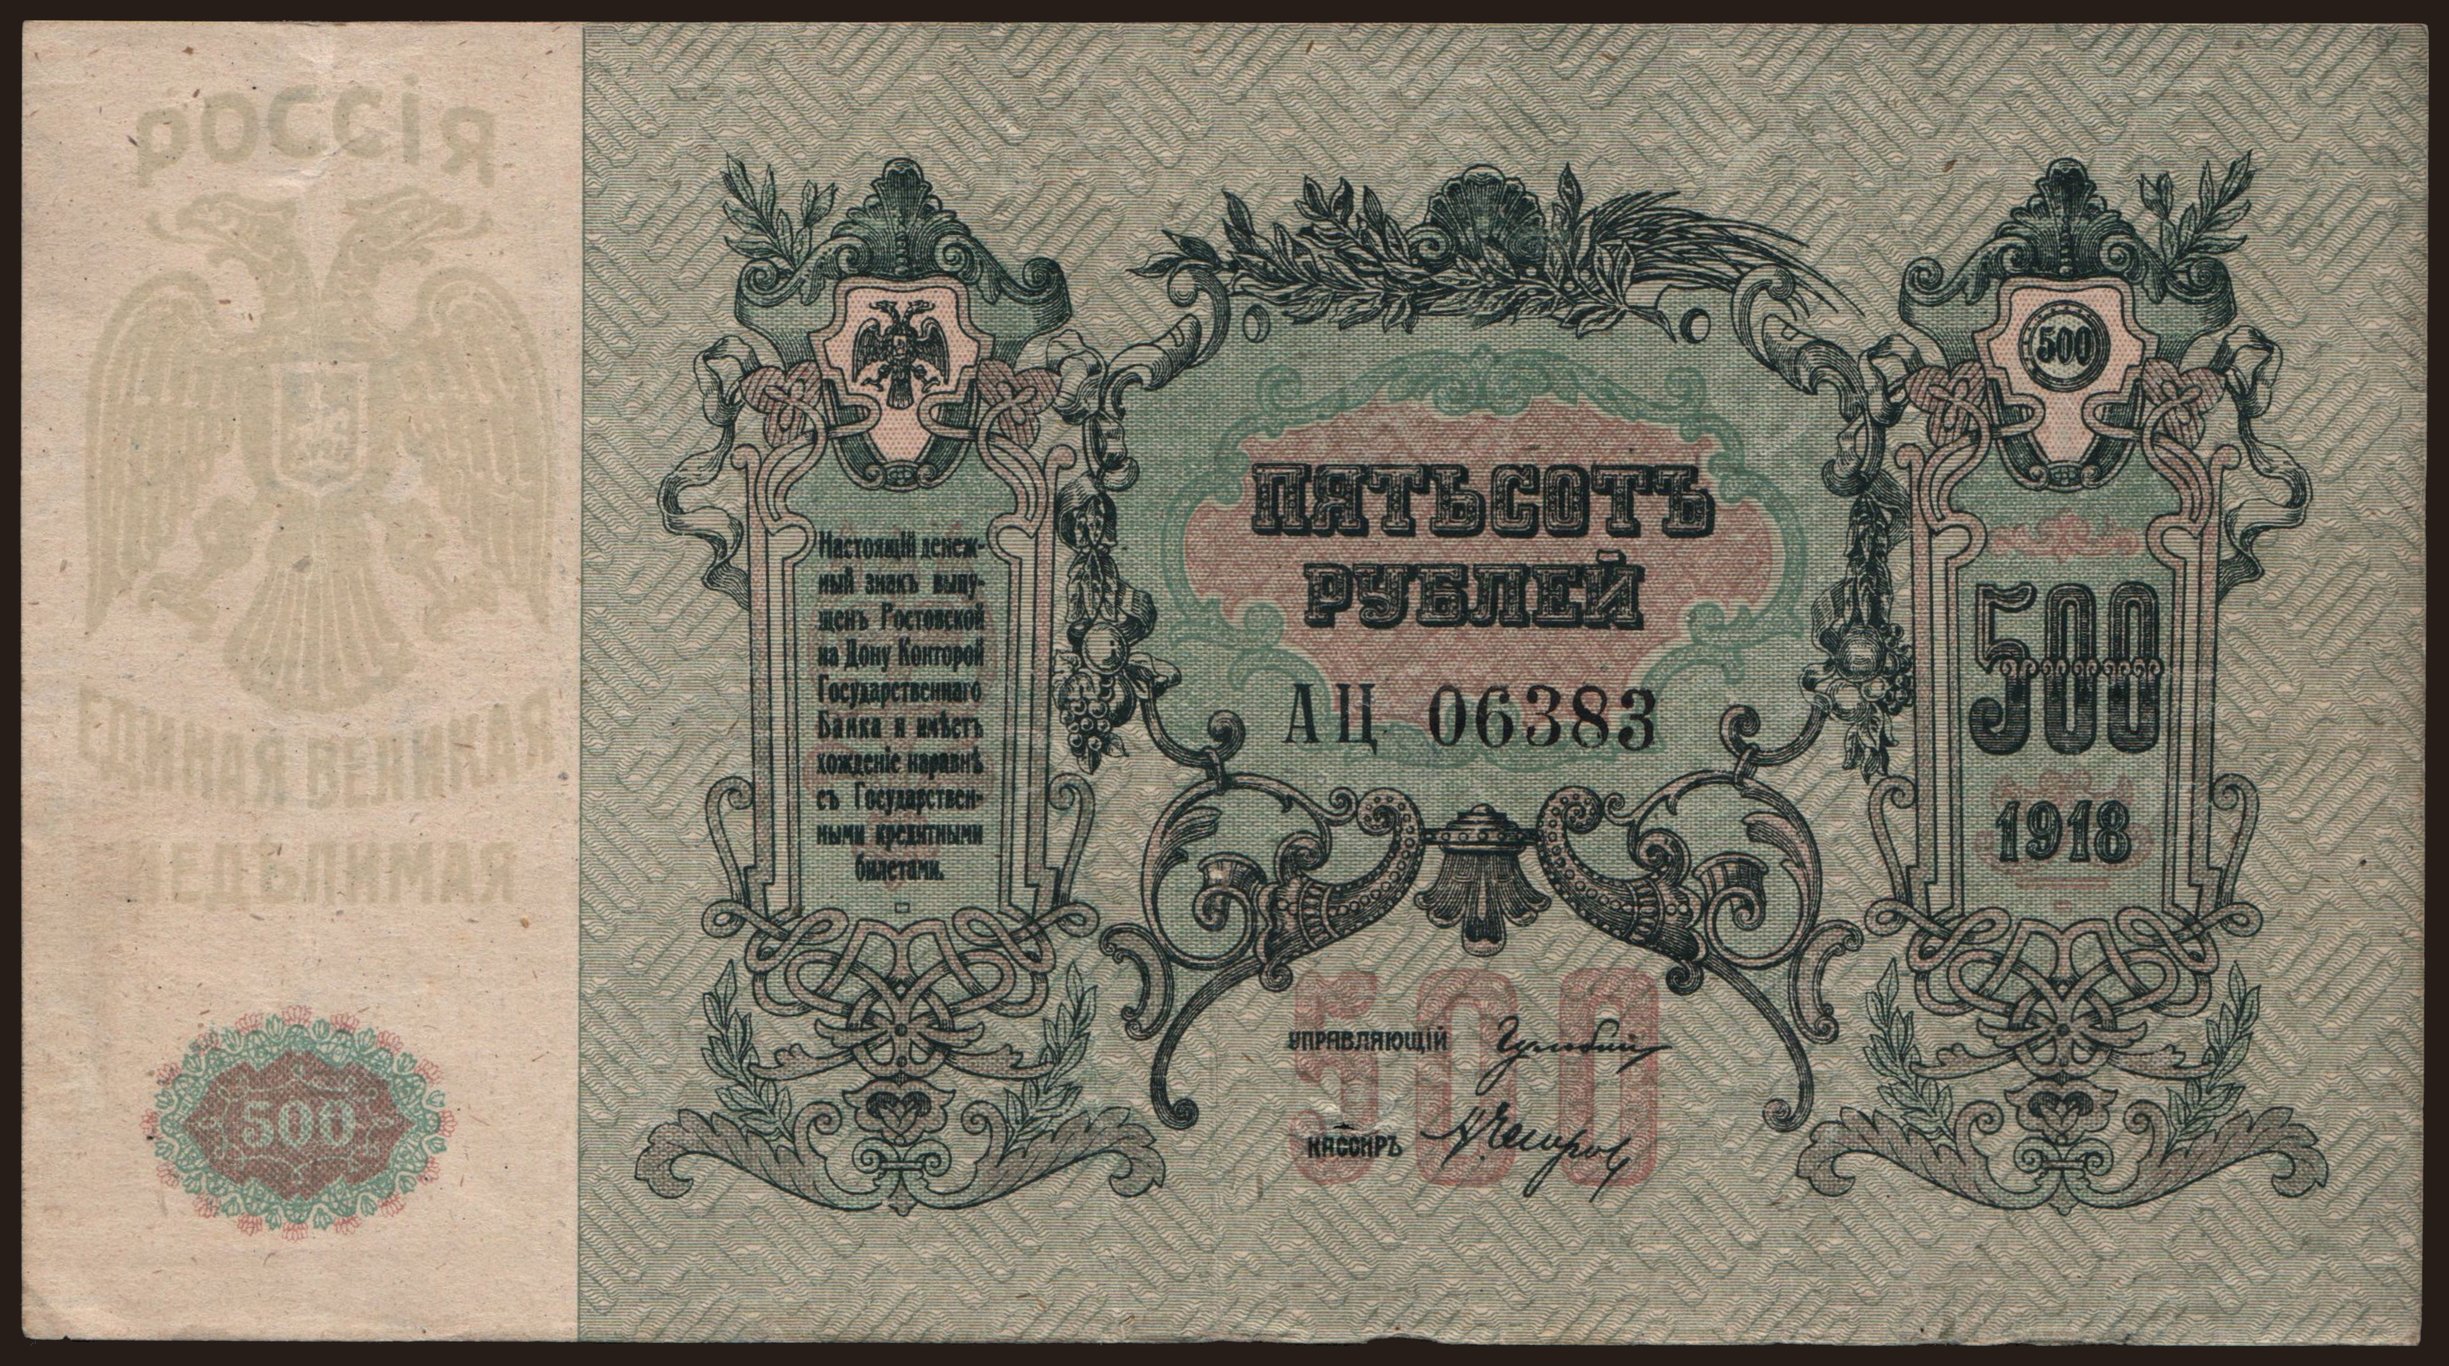 РОССІЯ
ЕДИНАЯ ВЕЛИКАЯ
НЕДѢЛИМАЯ
500
Настоящій денеж-
ный знакъ выпу-
щенъ Ростовской
на Дону Конторой
Государственнаго
Банка и имѣетъ
хожденіе наравнѣ
съ Государствен-
ными кредитными
билетами.
ПЯТЬСОТЪ
РУБЛЕЙ
АЦ 06383
500
УПРАВЛЯЮЩІЙ
КАССИРЪ
500
500
1918